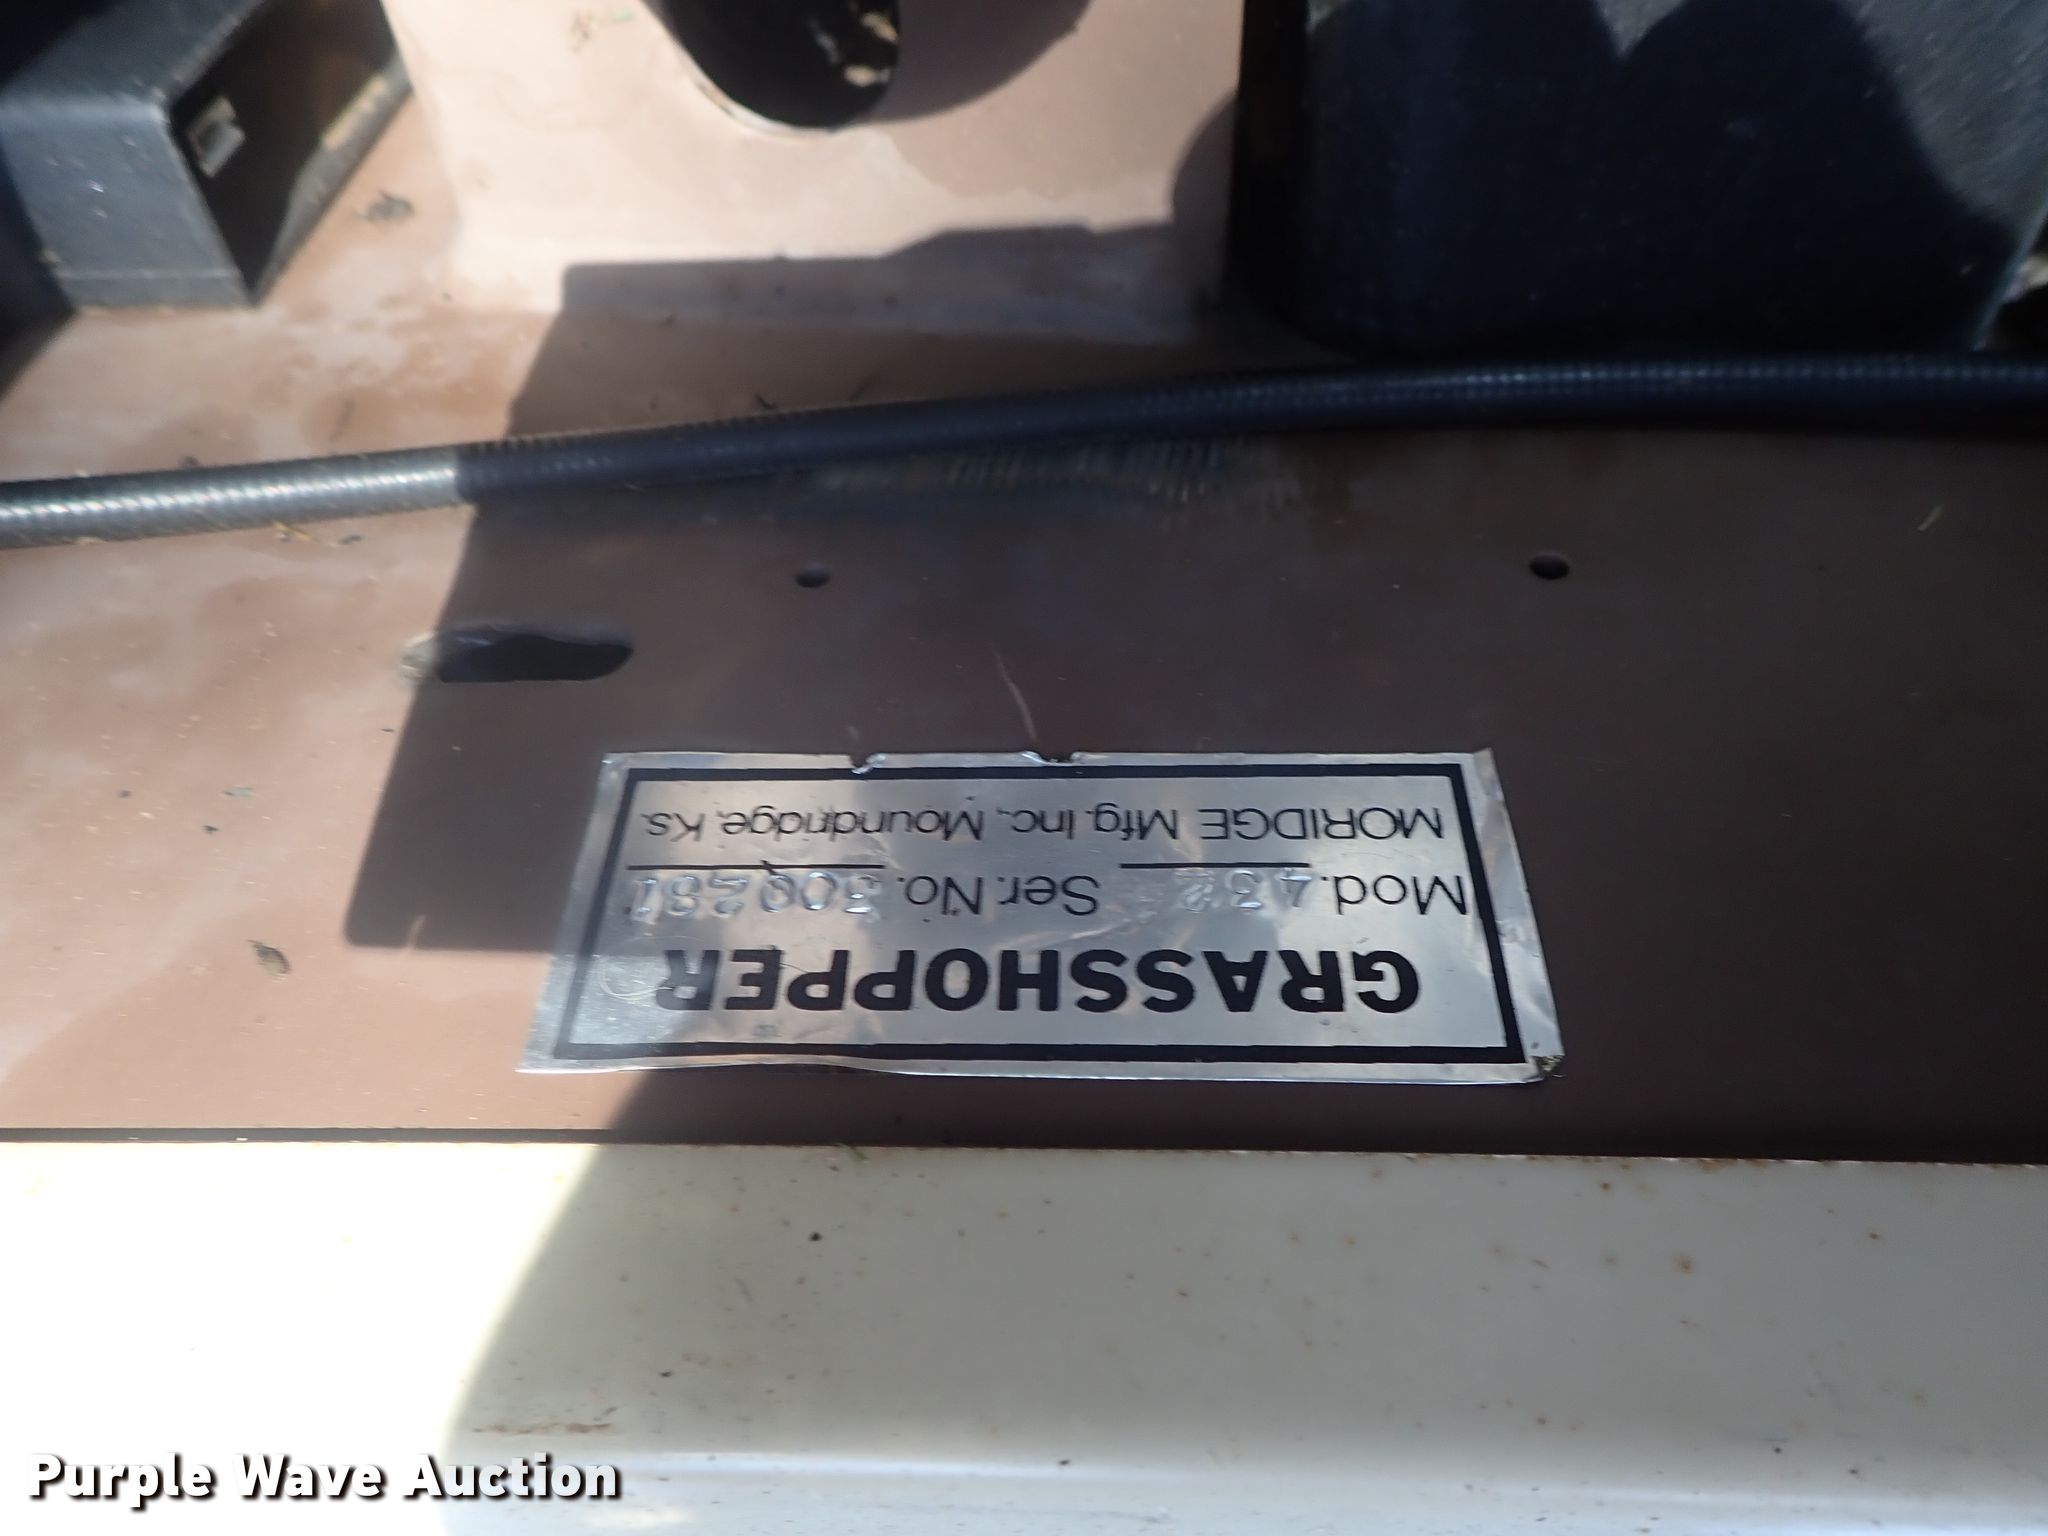 GRASSHOPPER
Mod. 432 Ser. No. 300281
MORIDGE Mfg. Inc., Moundridge, Ks.
Purple Wave Auction